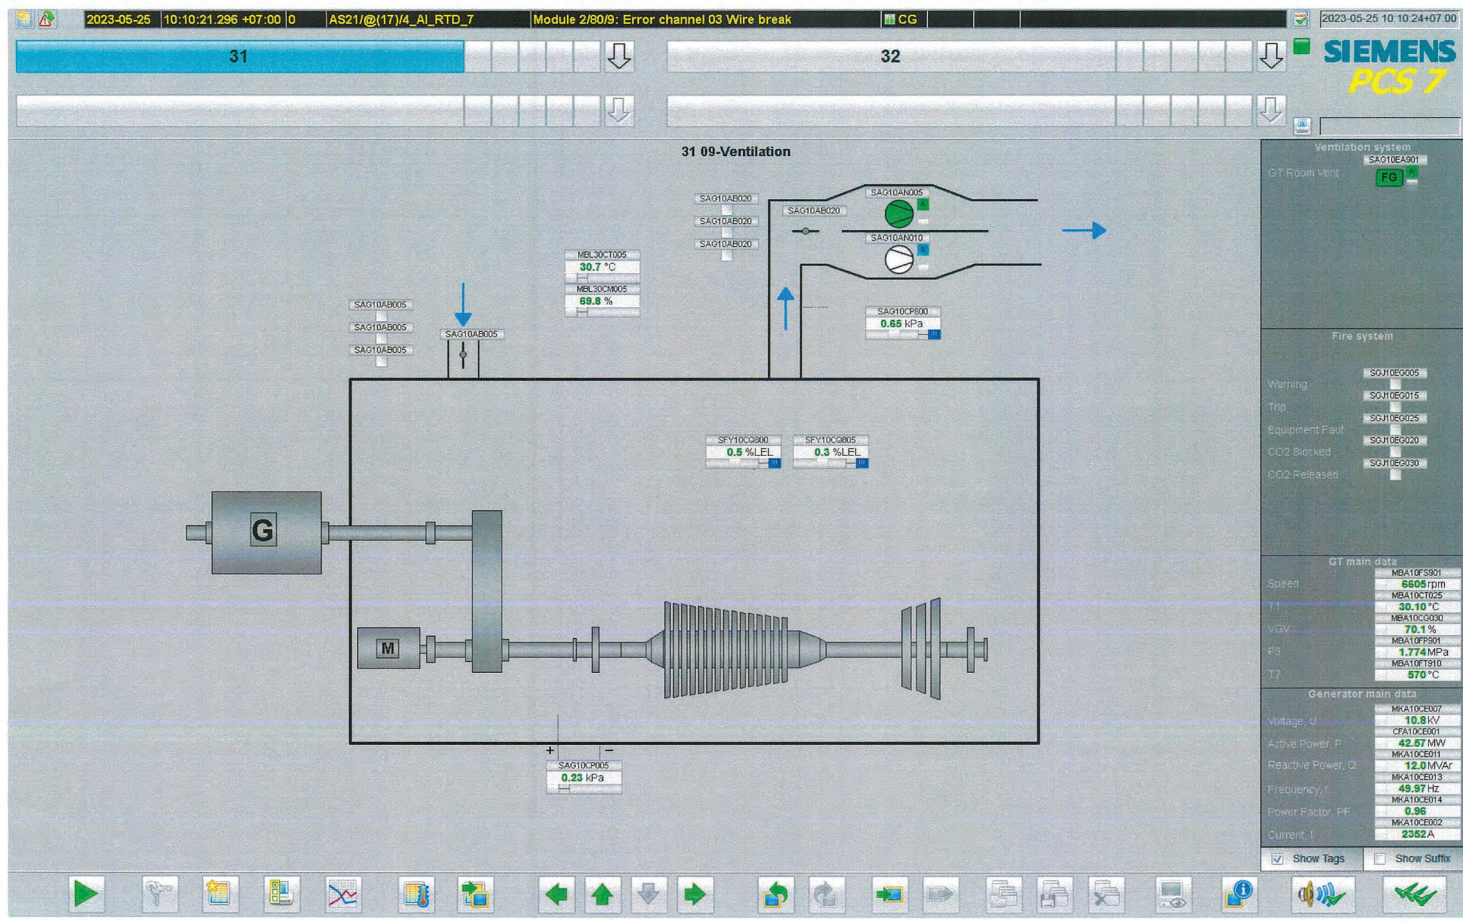 2023-05-25 10:10:21.296 +07:00 0 AS21/@(17)/4_AI_RTD_7 Module 2/80/9: Error channel 03 Wire break CG
2023-05-25 10:10:24+07:00
31
32
SIEMENS
PCS 7
31 09-Ventilation
SAG10AB020
SAG10AB020
SAG10AB020
SAG10AB020
SAG10AN005
SAG10AN010
MBL30CT005
30.7 °C
MBL30CM005
69.8 %
SAG10AB005
SAG10AB005
SAG10AB005
SAG10AB005
SAG10CP800
0.65 kPa
SFY10CQ800
0.5 %LEL
SFY10CQ805
0.3 %LEL
G
M
+ −
SAG10CP005
0.23 kPa
Ventilation system
SAG10EA901
GT Room Vent FG
Fire system
SGJ10EG005
Warning
SGJ10EG015
Trip
SGJ10EG025
Equipment Fault
SGJ10EG020
CO2 Blocked
SGJ10EG030
CO2 Released
GT main data
MBA10FS901
Speed 6605 rpm
MBA10CT025
T1 30.10 °C
MBA10CG030
VGV 70.1 %
MBA10FP901
P3 1.774 MPa
MBA10FT910
T7 570 °C
Generator main data
MKA10CE007
Voltage, U 10.8 kV
CFA10CE001
Active Power, P 42.57 MW
MKA10CE011
Reactive Power, Q 12.0 MVAr
MKA10CE013
Frequency, f 49.97 Hz
MKA10CE014
Power Factor, PF 0.96
MKA10CE002
Current, I 2352 A
Show Tags Show Suffix